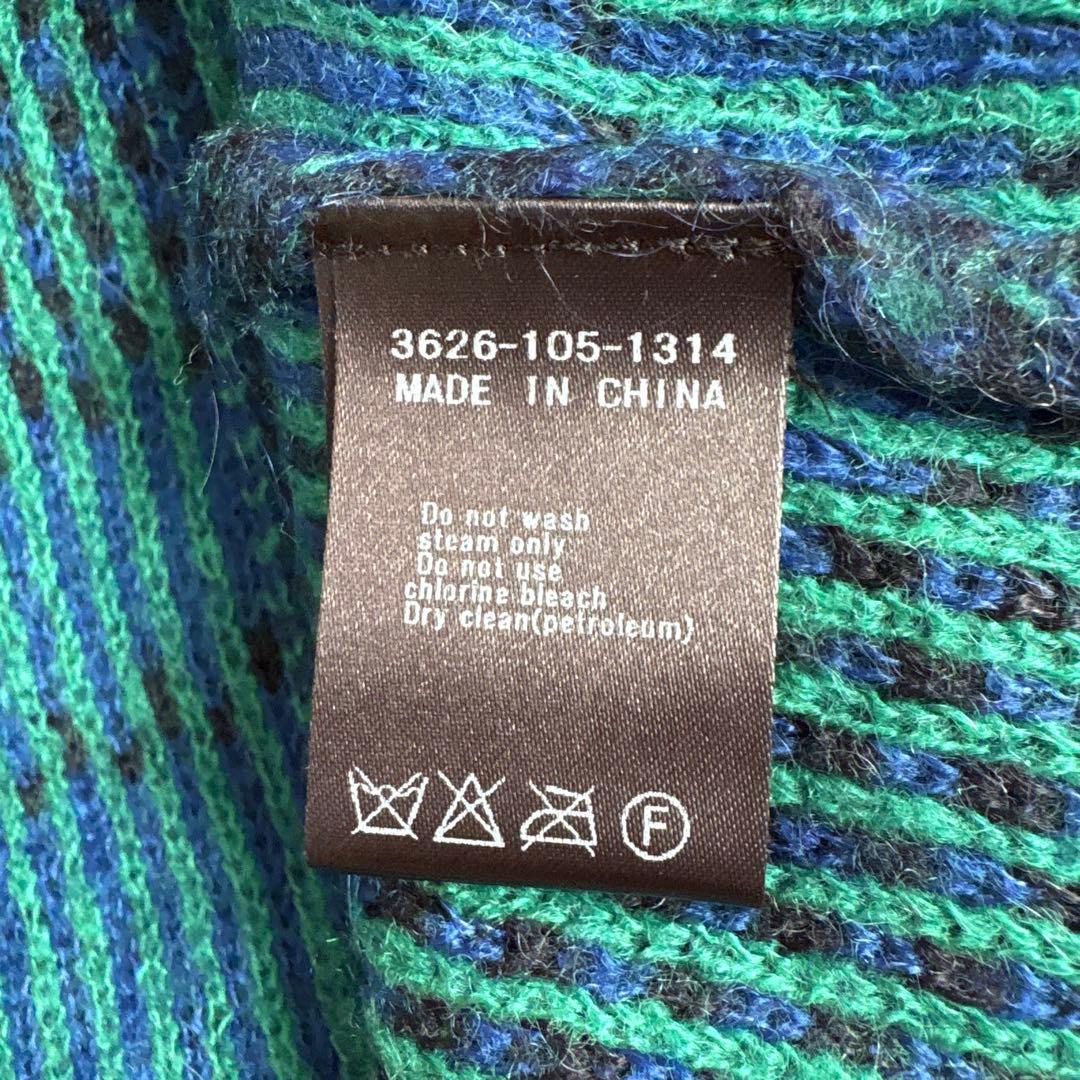 3626-105-1314
MADE IN CHINA
Do not wash
steam only
Do not use
chlorine bleach
Dry clean(petroleum)
F